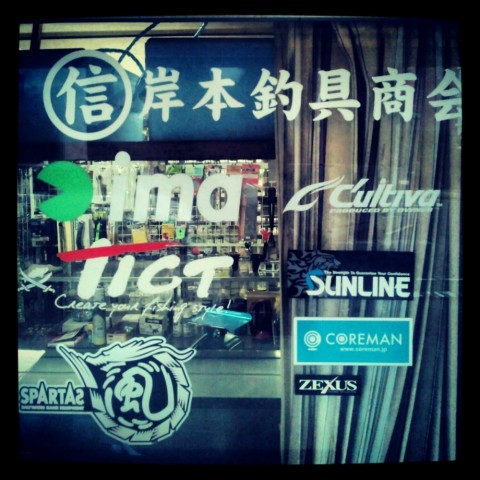 信 岸本釣具商会
ima
C'ultiva
PRODUCED BY OWNER
TICT
Create your fishing style!
The Strength To Guarantee Your Confidence
SUNLINE
COREMAN
www.coreman.jp
ZEXUS
SPARTAS
風